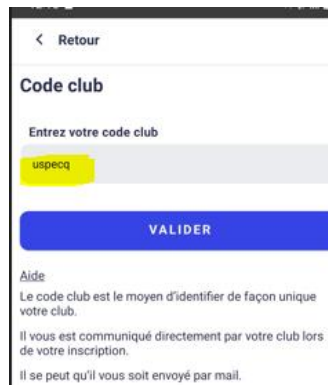 < Retour
Code club
Entrez votre code club
uspecq
VALIDER
Aide
Le code club est le moyen d'identifier de façon unique
votre club.
Il vous est communiqué directement par votre club lors
de votre inscription.
Il se peut qu'il vous soit envoyé par mail.